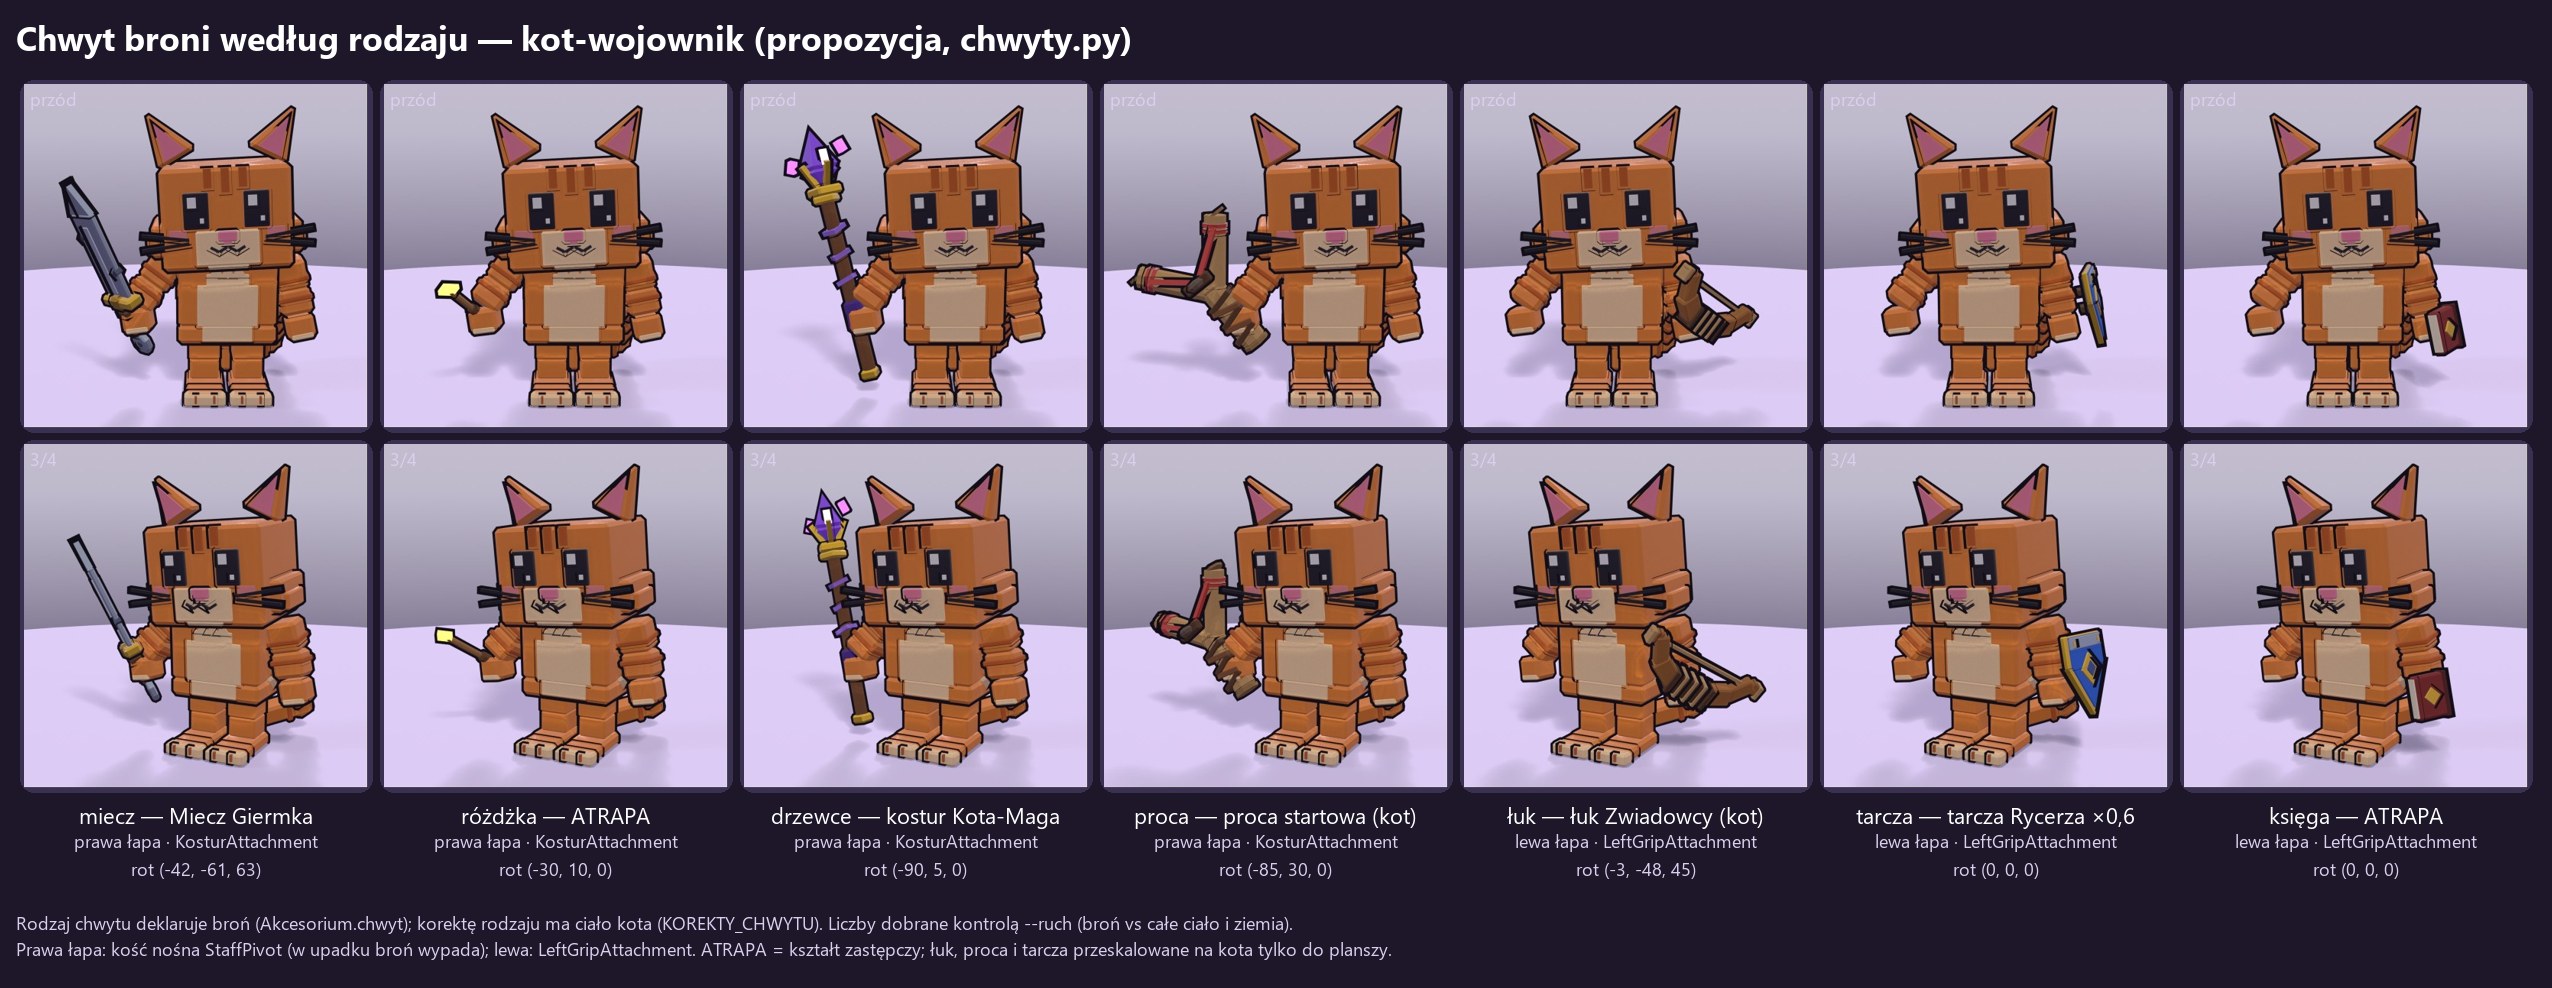 Chwyt broni według rodzaju — kot-wojownik (propozycja, chwyty.py)
przód
przód
przód
przód
przód
przód
przód
3/4
3/4
3/4
3/4
3/4
3/4
3/4
miecz — Miecz Giermka
prawa łapa · KosturAttachment
rot (-42, -61, 63)
różdżka — ATRAPA
prawa łapa · KosturAttachment
rot (-30, 10, 0)
drzewce — kostur Kota-Maga
prawa łapa · KosturAttachment
rot (-90, 5, 0)
proca — proca startowa (kot)
prawa łapa · KosturAttachment
rot (-85, 30, 0)
łuk — łuk Zwiadowcy (kot)
lewa łapa · LeftGripAttachment
rot (-3, -48, 45)
tarcza — tarcza Rycerza ×0,6
lewa łapa · LeftGripAttachment
rot (0, 0, 0)
księga — ATRAPA
lewa łapa · LeftGripAttachment
rot (0, 0, 0)
Rodzaj chwytu deklaruje broń (Akcesorium.chwyt); korektę rodzaju ma ciało kota (KOREKTY_CHWYTU). Liczby dobrane kontrolą --ruch (broń vs całe ciało i ziemia).
Prawa łapa: kość nośna StaffPivot (w upadku broń wypada); lewa: LeftGripAttachment. ATRAPA = kształt zastępczy; łuk, proca i tarcza przeskalowane na kota tylko do planszy.